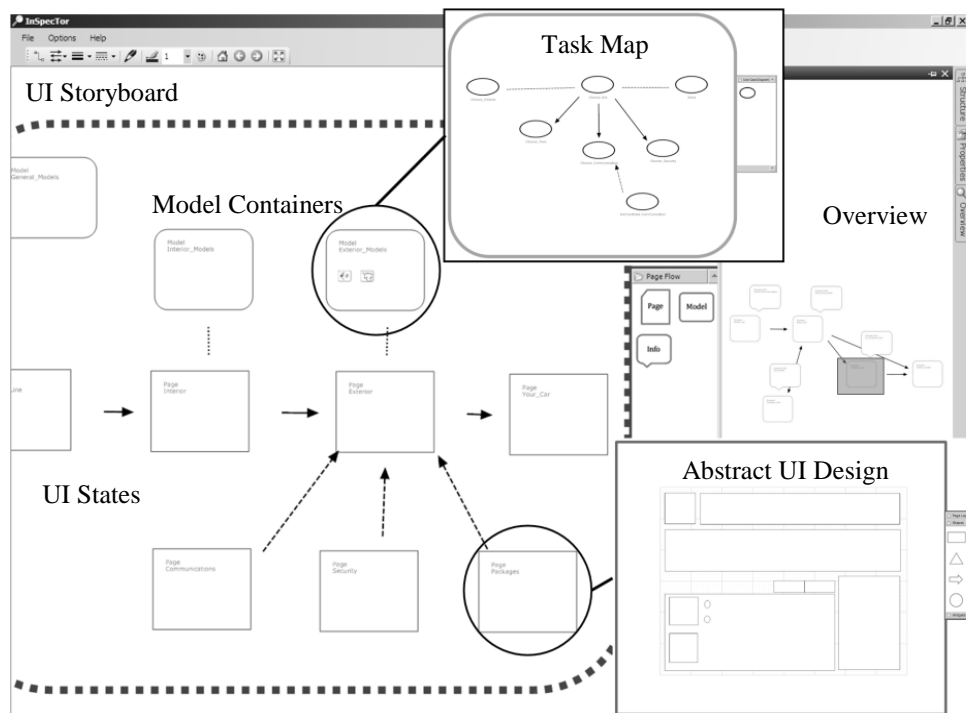 InSpecTor
File Options Help
1
UI Storyboard
Model
General_Models
Model Containers
Model
Interior_Models
Model
Exterior_Models
Line
Page
Interior
Page
Exterior
Page
Your_Car
UI States
Page
Communications
Page
Security
Page
Packages
Task Map
Overview
Structure
Properties
Overview
Page Flow
Page
Model
Info
Abstract UI Design